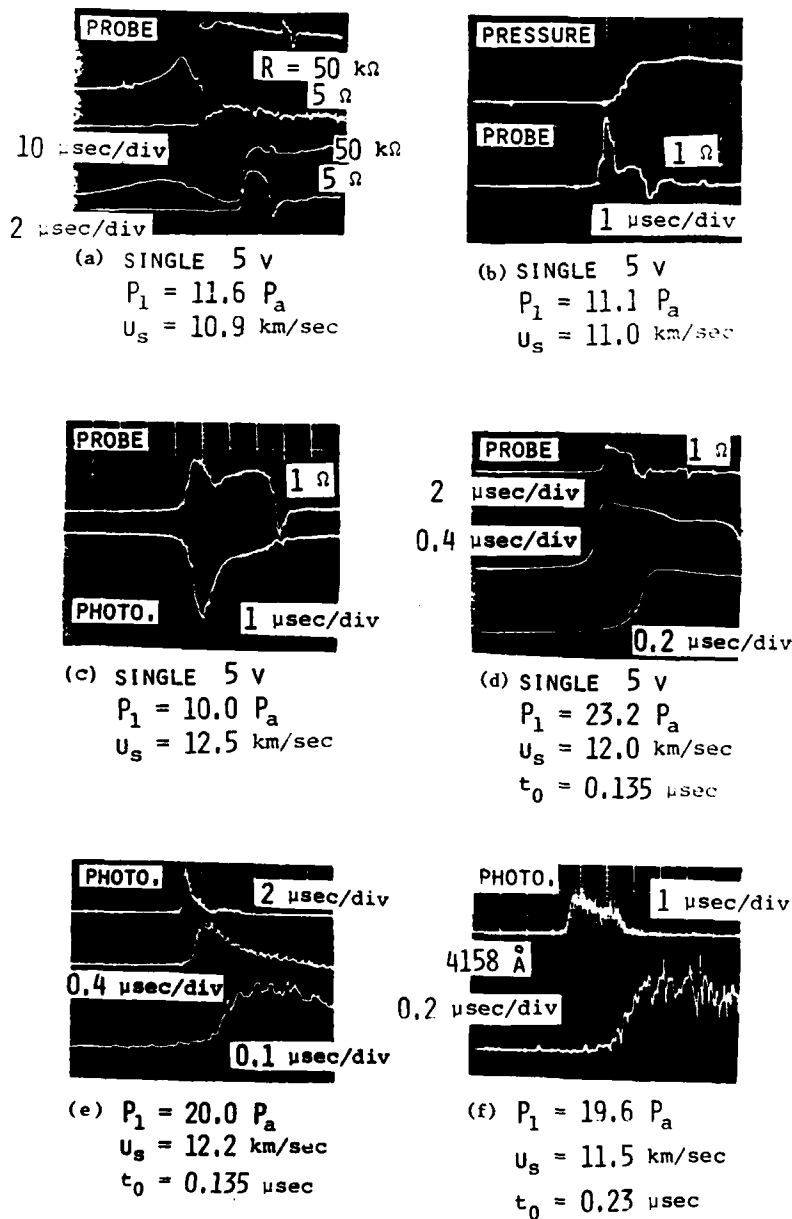 PROBE
R = 50 kΩ
5 Ω
10 μsec/div
50 kΩ
5 Ω
2 μsec/div
(a) SINGLE 5 V
P₁ = 11.6 Pₐ
U_s = 10.9 km/sec
PRESSURE
PROBE
1 Ω
1 μsec/div
(b) SINGLE 5 V
P₁ = 11.1 Pₐ
U_s = 11.0 km/sec
PROBE
1 Ω
PHOTO.
1 μsec/div
(c) SINGLE 5 V
P₁ = 10.0 Pₐ
U_s = 12.5 km/sec
PROBE
1 Ω
2 μsec/div
0.4 μsec/div
0.2 μsec/div
(d) SINGLE 5 V
P₁ = 23.2 Pₐ
U_s = 12.0 km/sec
t₀ = 0.135 μsec
PHOTO.
2 μsec/div
0.4 μsec/div
0.1 μsec/div
(e) P₁ = 20.0 Pₐ
U_s = 12.2 km/sec
t₀ = 0.135 μsec
PHOTO.
1 μsec/div
4158 Å
0.2 μsec/div
(f) P₁ = 19.6 Pₐ
U_s = 11.5 km/sec
t₀ = 0.23 μsec